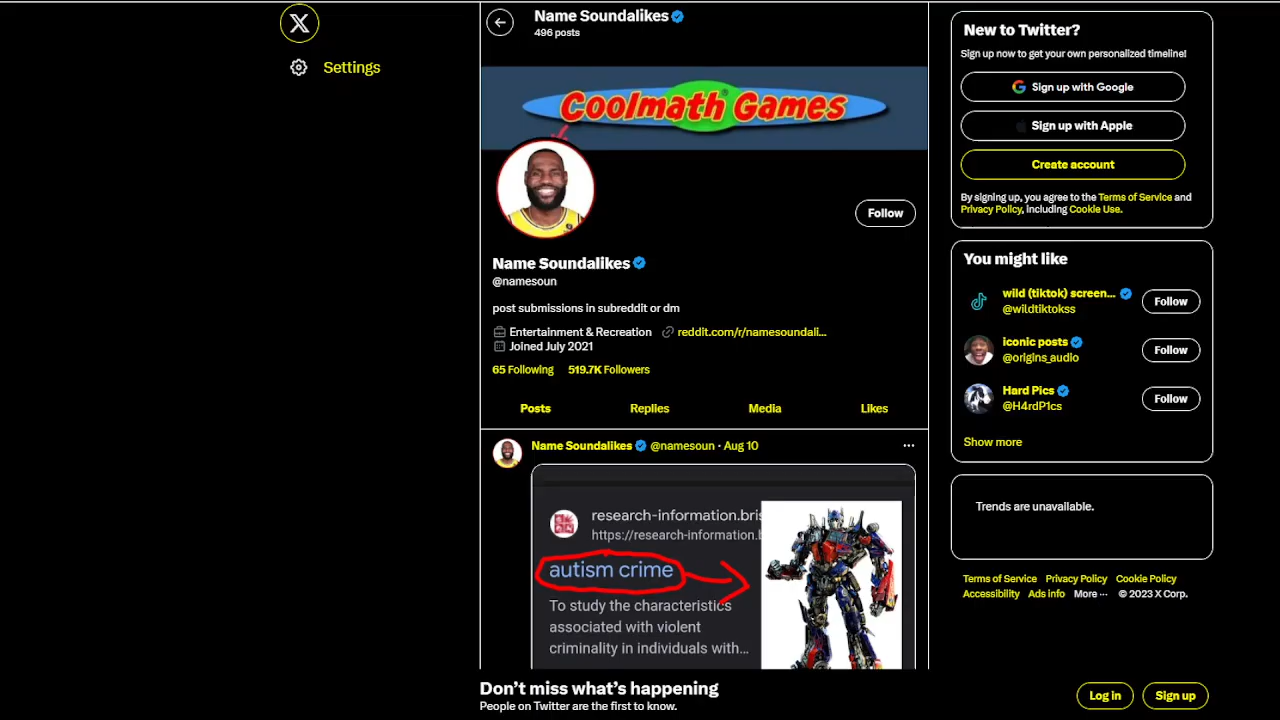 Settings
Name Soundalikes
496 posts
Coolmath Games
Follow
Name Soundalikes
@namesoun
post submissions in subreddit or dm
Entertainment & Recreation reddit.com/r/namesoundali...
Joined July 2021
65 Following 519.7K Followers
Posts Replies Media Likes
Name Soundalikes @namesoun · Aug 10
research-information.bris
https://research-information.b
autism crime
To study the characteristics
associated with violent
criminality in individuals with...
New to Twitter?
Sign up now to get your own personalized timeline!
Sign up with Google
Sign up with Apple
Create account
By signing up, you agree to the Terms of Service and
Privacy Policy, including Cookie Use.
You might like
wild (tiktok) screen...
@wildtiktokss
Follow
iconic posts
@origins_audio
Follow
Hard Pics
@H4rdP1cs
Follow
Show more
Trends are unavailable.
Terms of Service Privacy Policy Cookie Policy
Accessibility Ads info More ··· © 2023 X Corp.
Don't miss what's happening
People on Twitter are the first to know.
Log in
Sign up